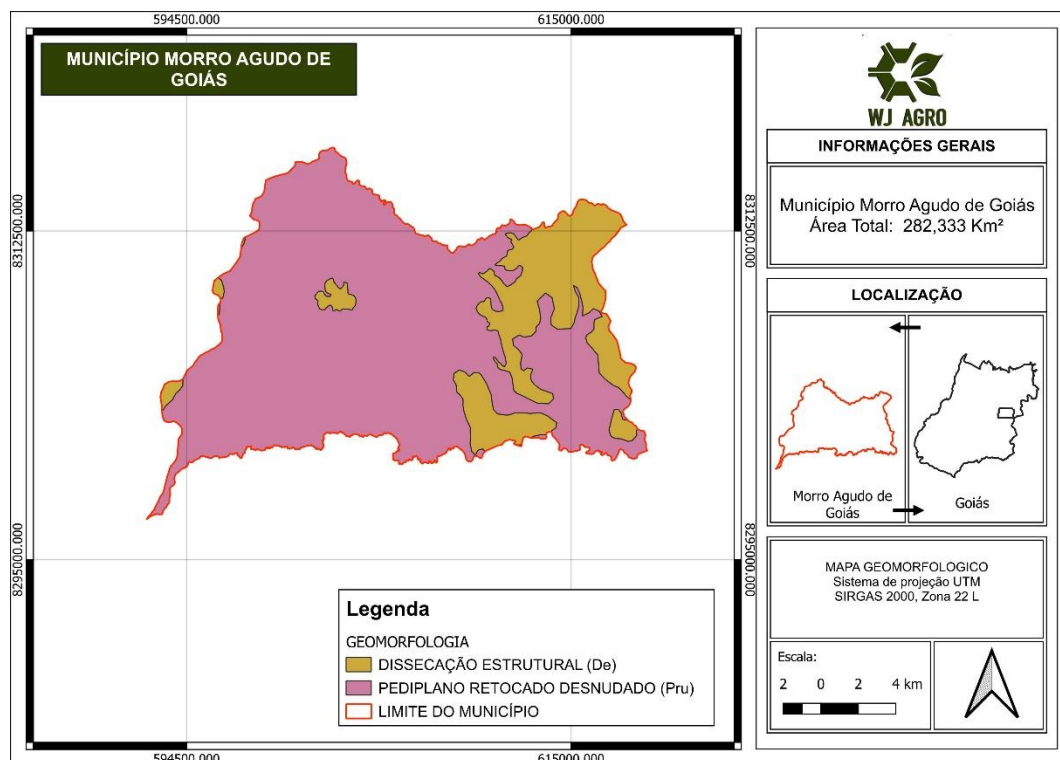 594500.000
615000.000
MUNICÍPIO MORRO AGUDO DE
GOIÁS
8312500.000
8312500.000
8295000.000
8295000.000
Legenda
GEOMORFOLOGIA
DISSECAÇÃO ESTRUTURAL (De)
PEDIPLANO RETOCADO DESNUDADO (Pru)
LIMITE DO MUNICÍPIO
594500.000
615000.000
WJ AGRO
INFORMAÇÕES GERAIS
Município Morro Agudo de Goiás
Área Total: 282,333 Km²
LOCALIZAÇÃO
Morro Agudo de
Goiás
Goiás
MAPA GEOMORFOLOGICO
Sistema de projeção UTM
SIRGAS 2000, Zona 22 L
Escala:
2 0 2 4 km